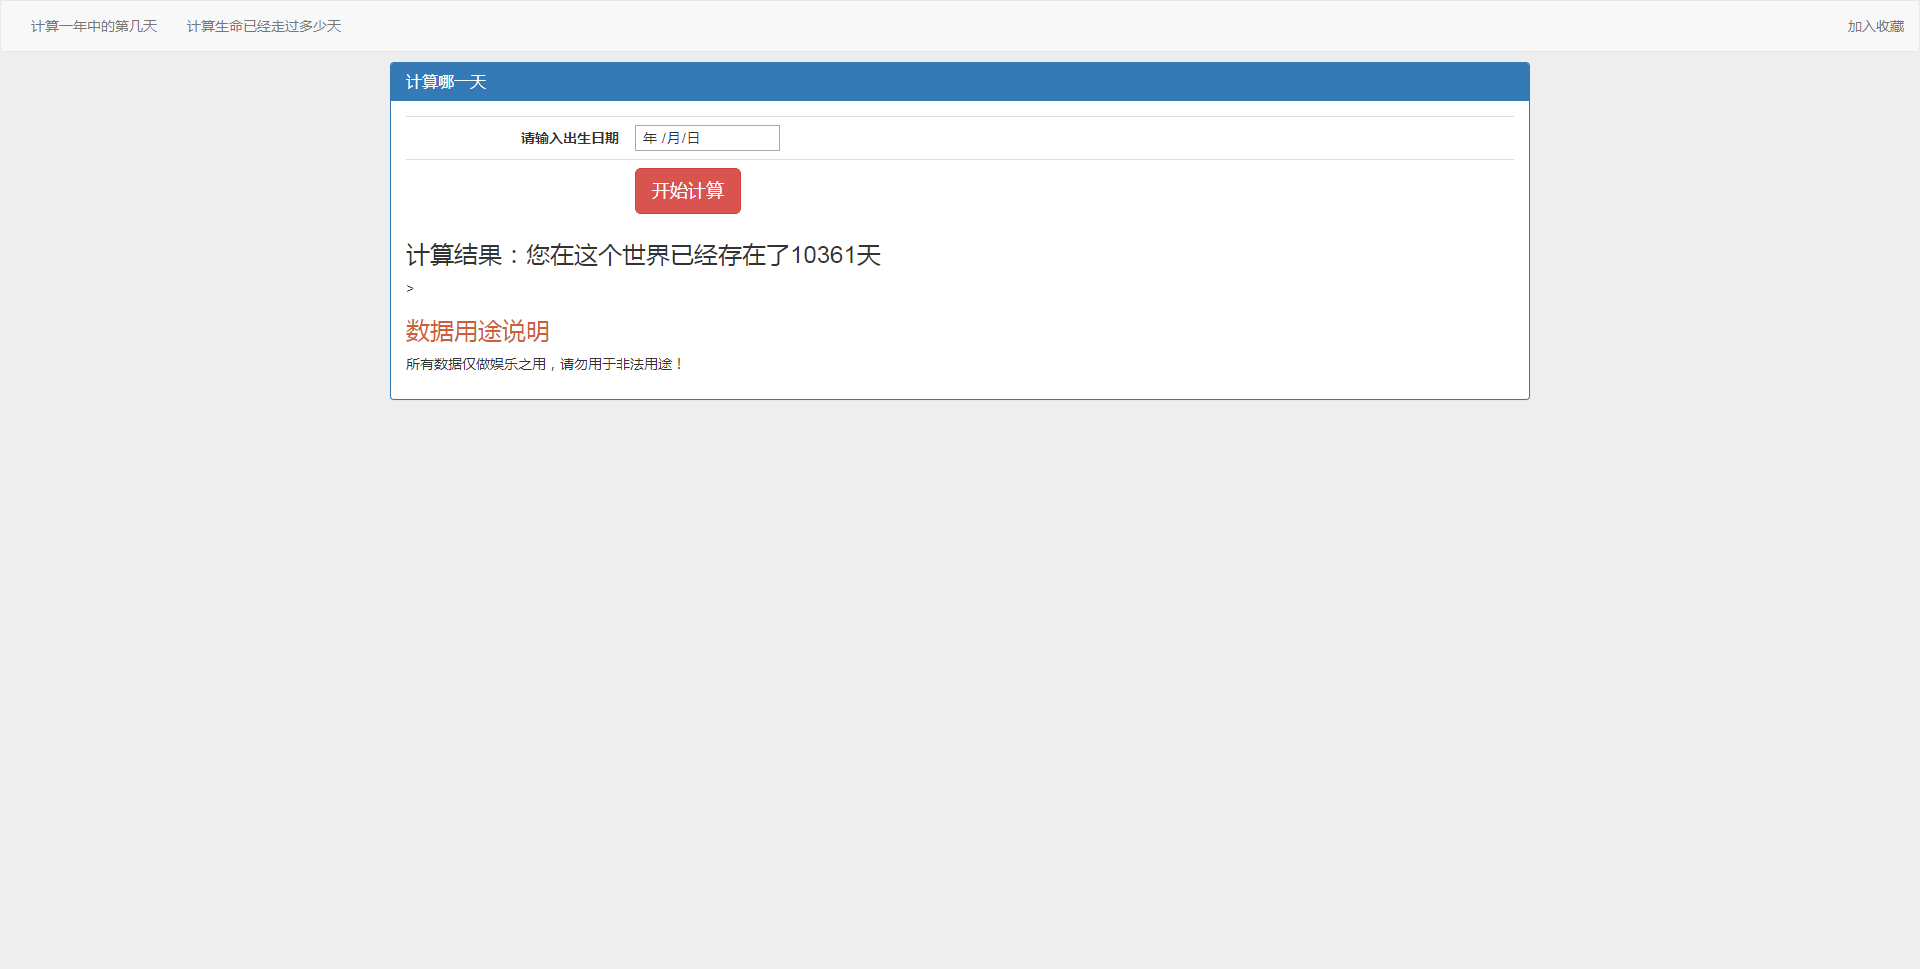 计算一年中的第几天 计算生命已经走过多少天 加入收藏
计算哪一天
请输入出生日期 年 /月/日
开始计算
计算结果：您在这个世界已经存在了10361天
>
数据用途说明
所有数据仅做娱乐之用，请勿用于非法用途！